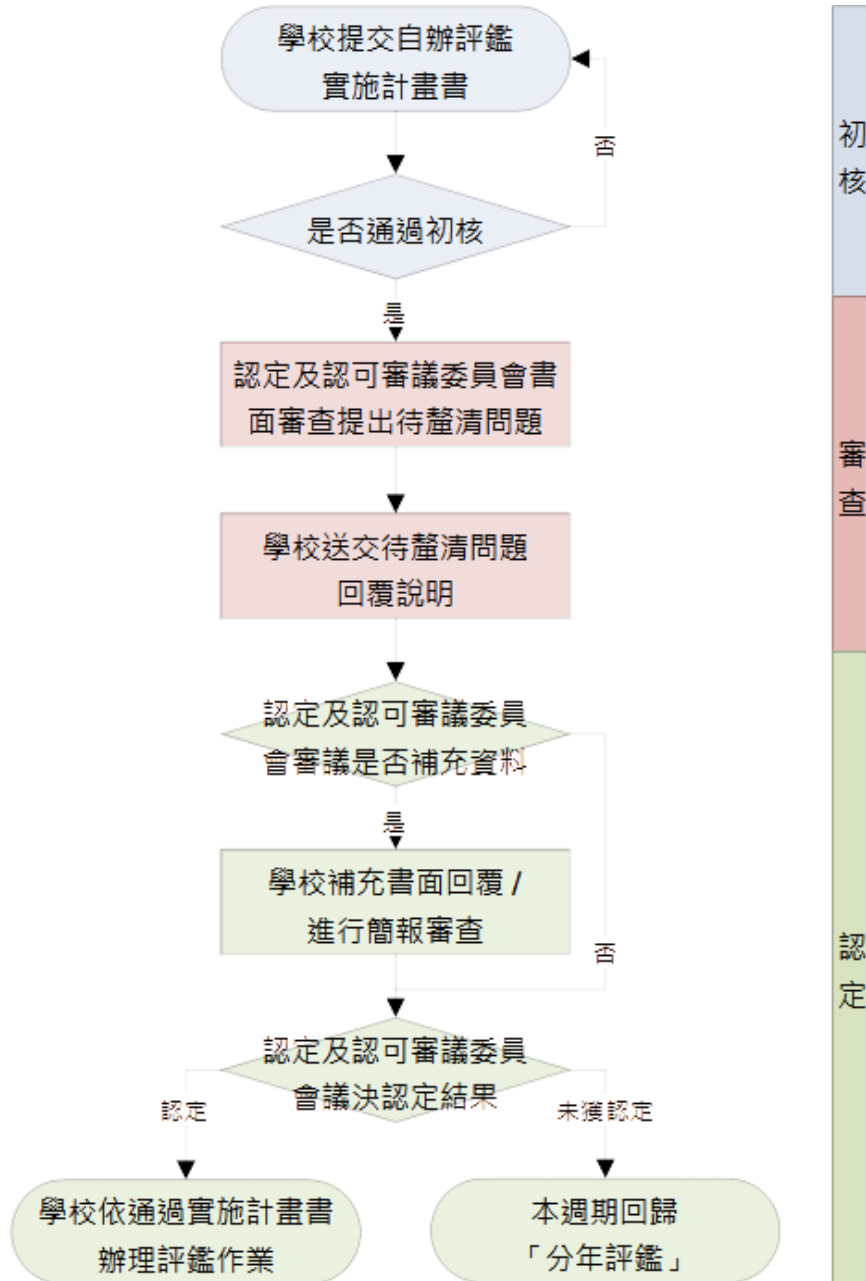 學校提交自辦評鑑
實施計畫書
否
是否通過初核
是
認定及認可審議委員會書
面審查提出待釐清問題
學校送交待釐清問題
回覆說明
認定及認可審議委員
會審議是否補充資料
是
學校補充書面回覆/
進行簡報審查
否
認定及認可審議委員
會議決認定結果
認定
未獲認定
學校依通過實施計畫書
辦理評鑑作業
本週期回歸
「分年評鑑」
初
核
審
查
認
定